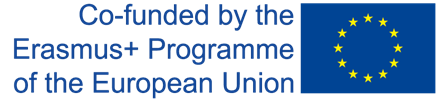 Co-funded by the
Erasmus+ Programme
of the European Union